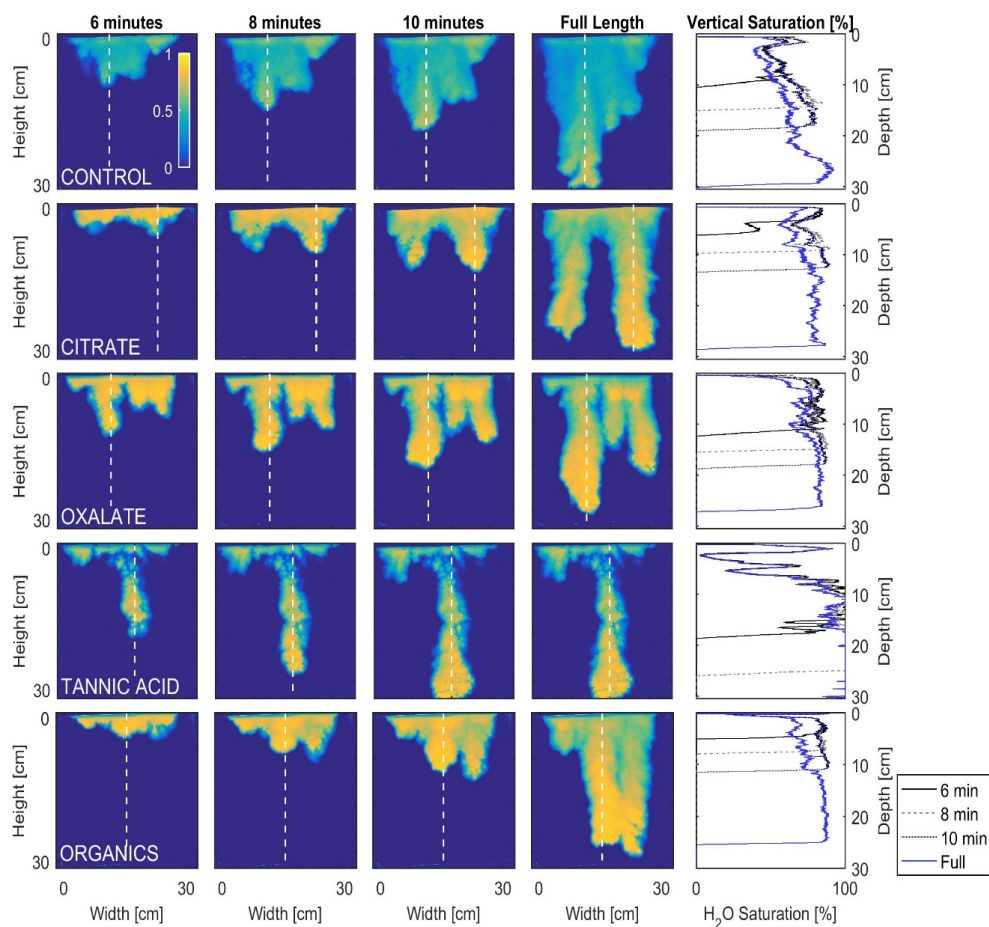 6 minutes 8 minutes 10 minutes Full Length Vertical Saturation [%]
0 1 0
0.5 10
Height [cm] Depth [cm]
0 20
30 CONTROL 30
0 0
10
Height [cm] Depth [cm]
20
30 CITRATE 30
0 0
10
Height [cm] Depth [cm]
20
30 OXALATE 30
0 0
10
Height [cm] Depth [cm]
20
30 TANNIC ACID 30
0 0
10
Height [cm] Depth [cm]
20
30 ORGANICS 30
6 min
8 min
10 min
Full
0 30 0 30 0 30 0 30 0 100
Width [cm] Width [cm] Width [cm] Width [cm] H2O Saturation [%]